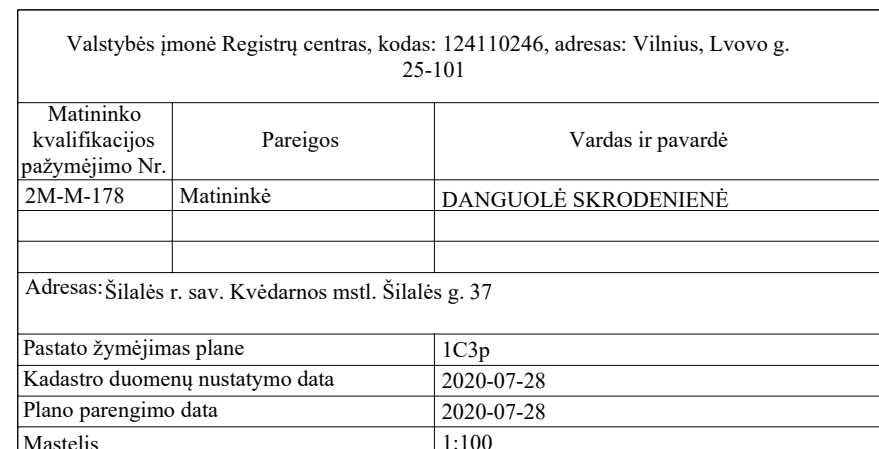 Valstybės įmonė Registrų centras, kodas: 124110246, adresas: Vilnius, Lvovo g.
25-101
Matininko
kvalifikacijos
pažymėjimo Nr.
Pareigos
Vardas ir pavardė
2M-M-178 Matininkė DANGUOLĖ SKRODENIENĖ
Adresas: Šilalės r. sav. Kvėdarnos mstl. Šilalės g. 37
Pastato žymėjimas plane 1C3p
Kadastro duomenų nustatymo data 2020-07-28
Plano parengimo data 2020-07-28
Mastelis 1:100